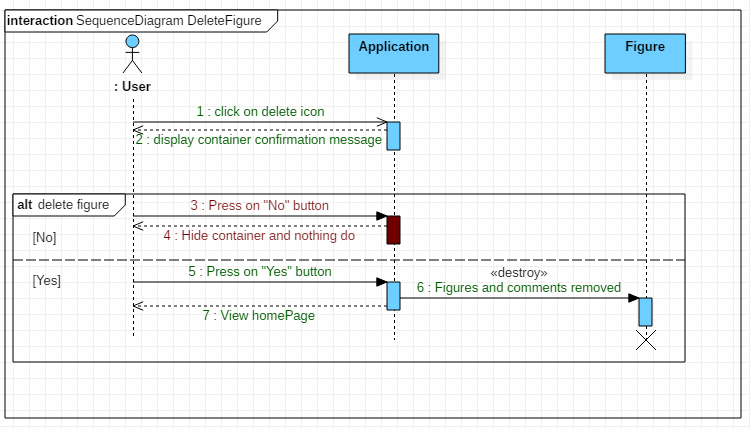 interaction SequenceDiagram DeleteFigure
Application
Figure
: User
1 : click on delete icon
2 : display container confirmation message
alt delete figure
3 : Press on "No" button
4 : Hide container and nothing do
[No]
[Yes]
5 : Press on "Yes" button
«destroy»
6 : Figures and comments removed
7 : View homePage